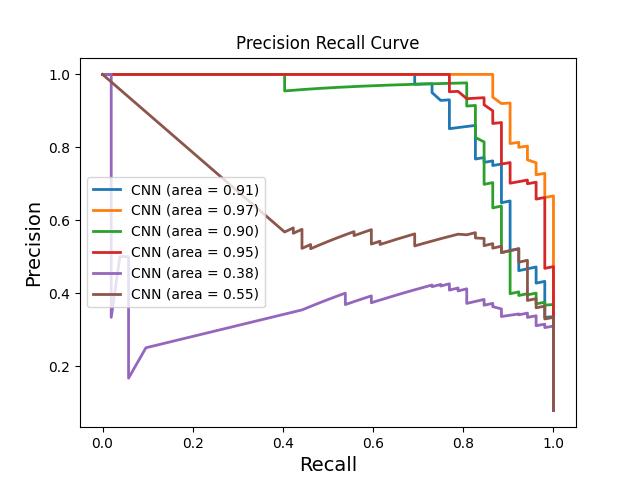 Precision Recall Curve
1.0
0.8
0.6
0.4
0.2
Precision
CNN (area = 0.91)
CNN (area = 0.97)
CNN (area = 0.90)
CNN (area = 0.95)
CNN (area = 0.38)
CNN (area = 0.55)
0.0 0.2 0.4 0.6 0.8 1.0
Recall